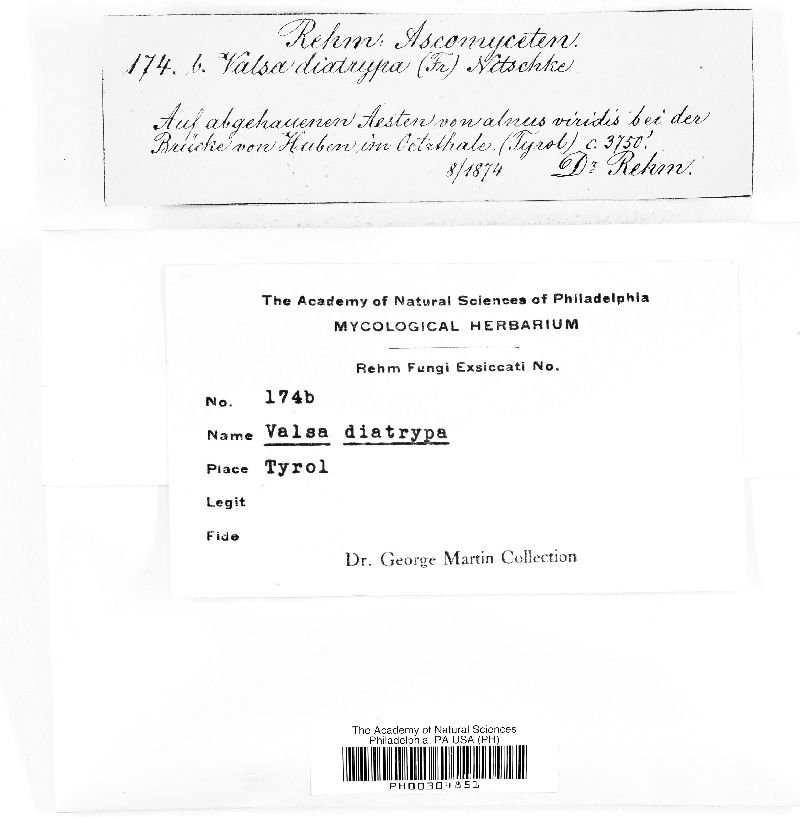 Rehm: Ascomyceten.
174. b. Valsa diatrypa (Fr) Nitschke
Auf abgehauenen Aesten von alnus viridis bei der
Brücke von Huben im Oetzthale (Tyrol) c. 3750'.
8/1874 Dr Rehm.
The Academy of Natural Sciences of Philadelphia
MYCOLOGICAL HERBARIUM
Rehm Fungi Exsiccati No.
No. 174b
Name Valsa diatrypa
Place Tyrol
Legit
Fide
Dr. George Martin Collection
The Academy of Natural Sciences
Philadelphia PA USA (PH)